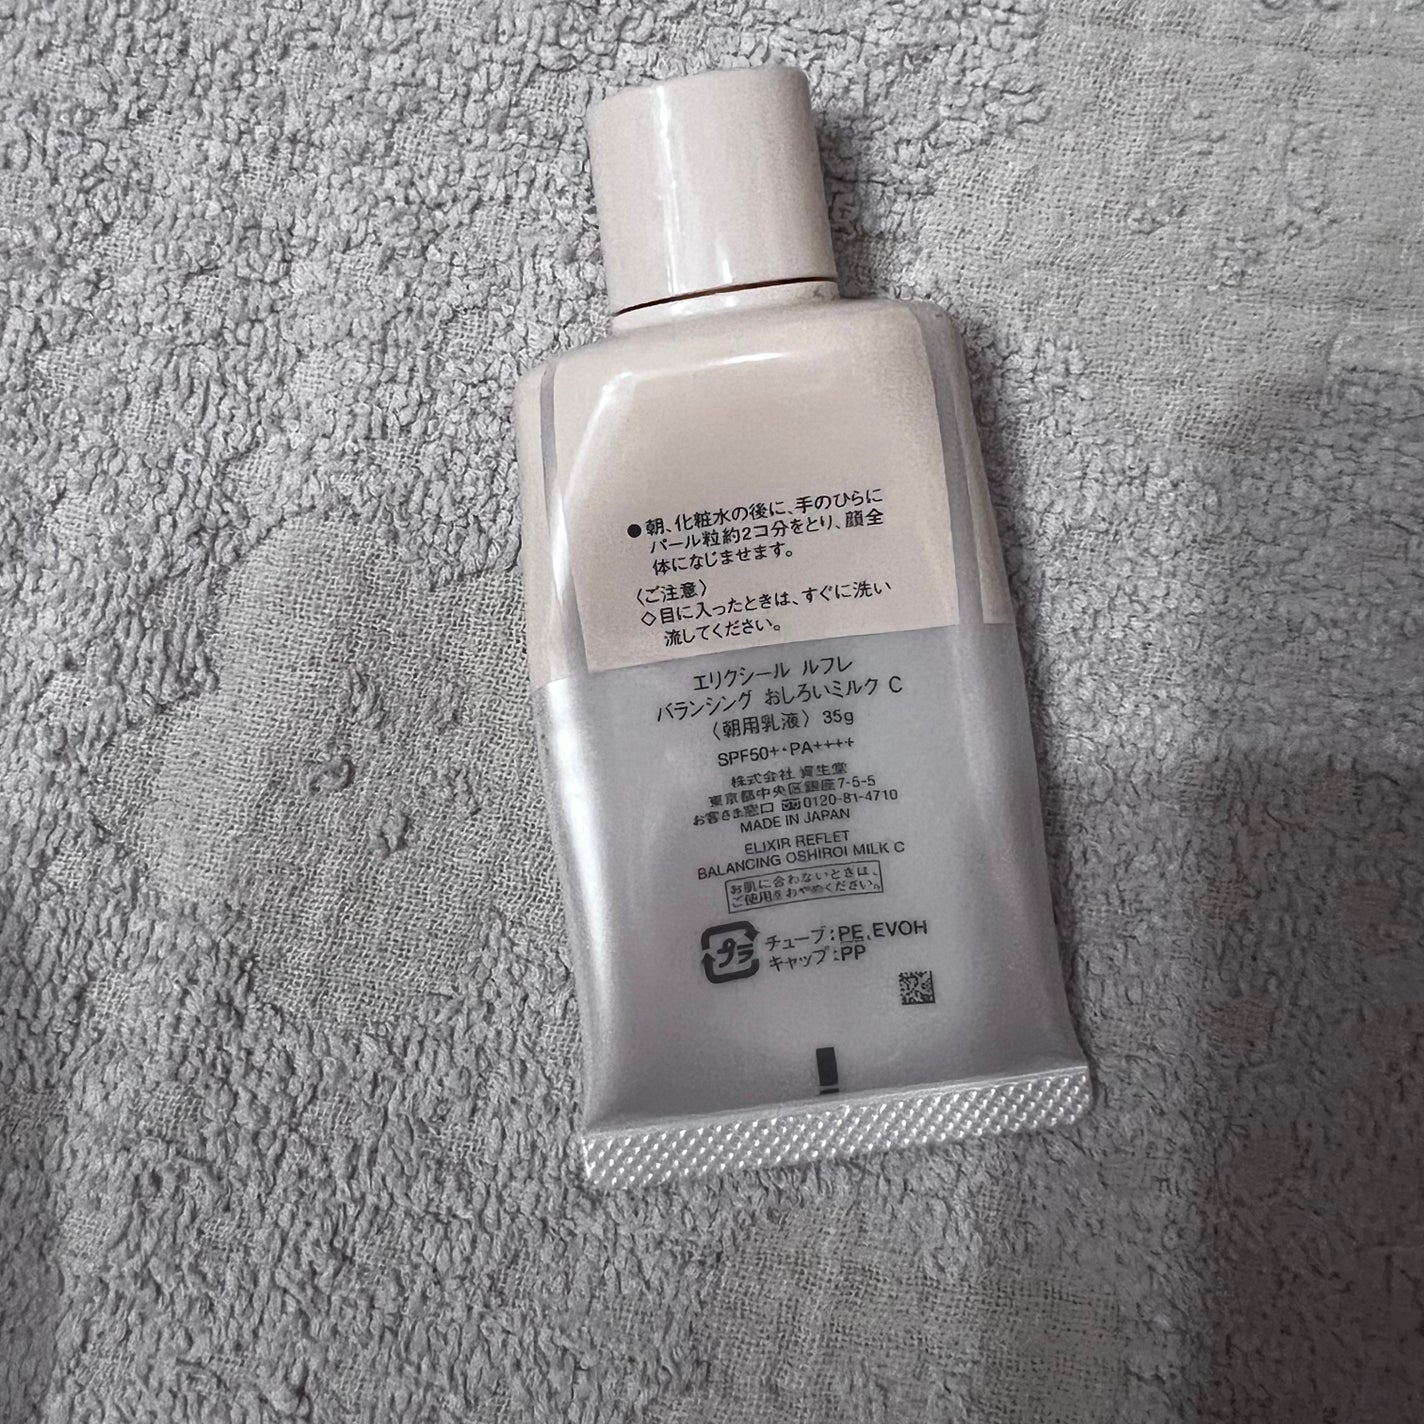 ●朝、化粧水の後に、手のひらに
パール粒約2コ分をとり、顔全
体になじませます。
〈ご注意〉
◇目に入ったときは、すぐに洗い
流してください。
エリクシール ルフレ
バランシング おしろいミルク C
〈朝用乳液〉 35g
SPF50+・PA++++
株式会社 資生堂
東京都中央区銀座7-5-5
お客さま窓口 0120-81-4710
MADE IN JAPAN
ELIXIR REFLET
BALANCING OSHIROI MILK C
お肌に合わないときは、
ご使用をおやめください。
プラ
チューブ:PE、EVOH
キャップ:PP